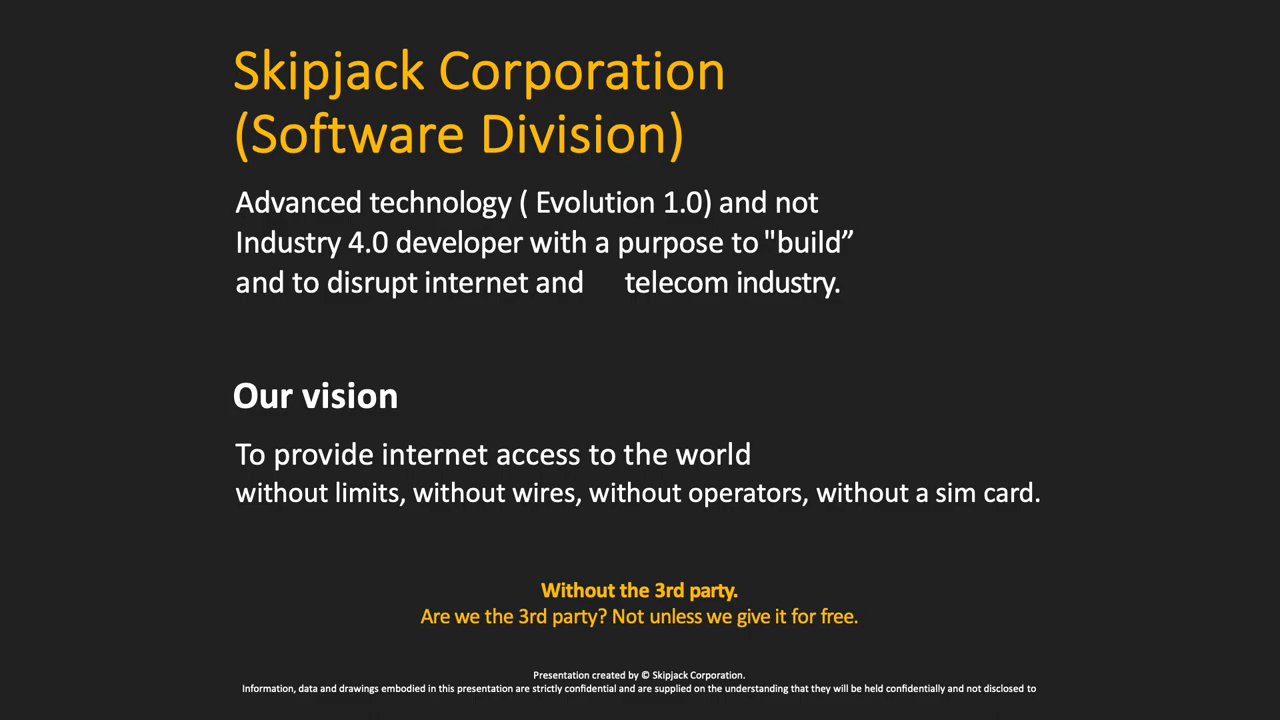 Skipjack Corporation
(Software Division)
Advanced technology ( Evolution 1.0) and not
Industry 4.0 developer with a purpose to "build”
and to disrupt internet and telecom industry.
Our vision
To provide internet access to the world
without limits, without wires, without operators, without a sim card.
Without the 3rd party.
Are we the 3rd party? Not unless we give it for free.
Presentation created by © Skipjack Corporation.
Information, data and drawings embodied in this presentation are strictly confidential and are supplied on the understanding that they will be held confidentially and not disclosed to